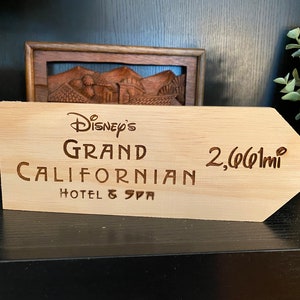 Disney's
GRAND
CALIFORNIAN
HOTEL & SPA
2,661mi